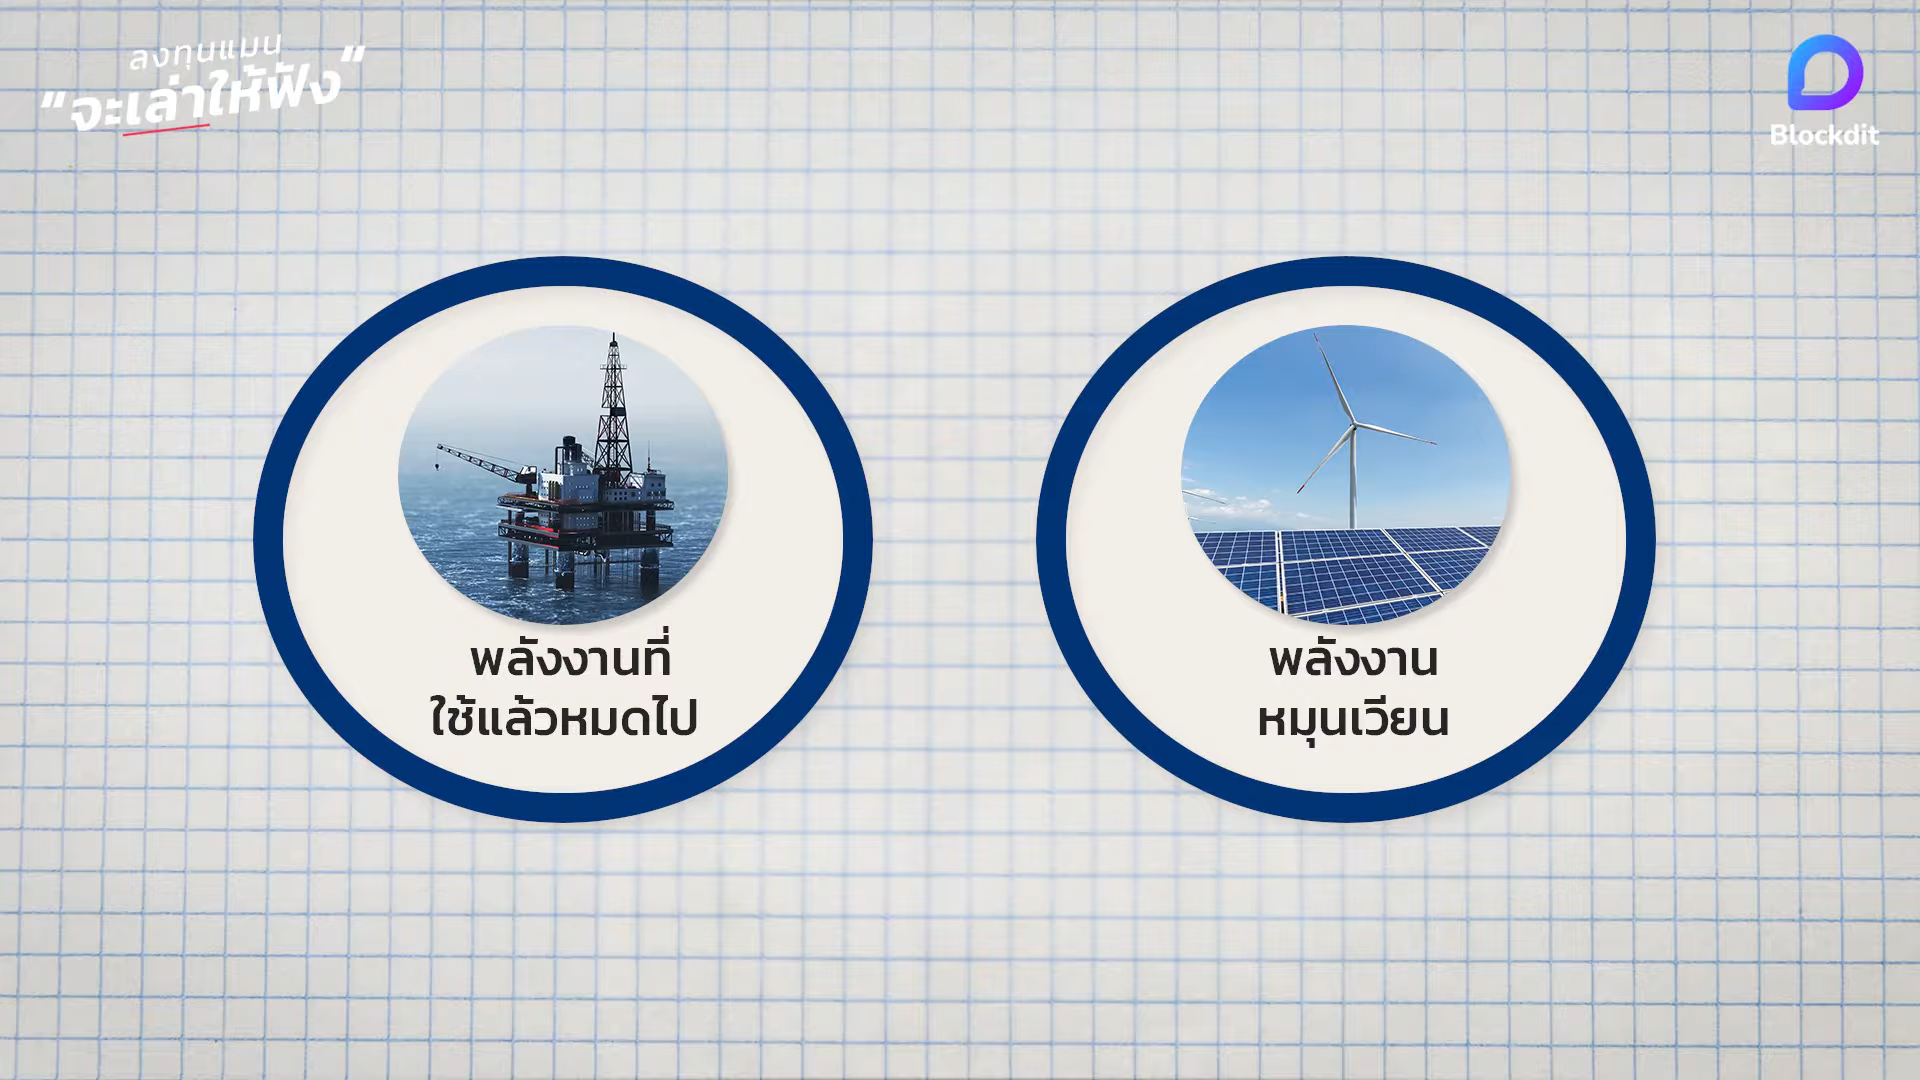 ลงทุนแมน
“จะเล่าให้ฟัง”
Blockdit
พลังงานที่
ใช้แล้วหมดไป
พลังงาน
หมุนเวียน